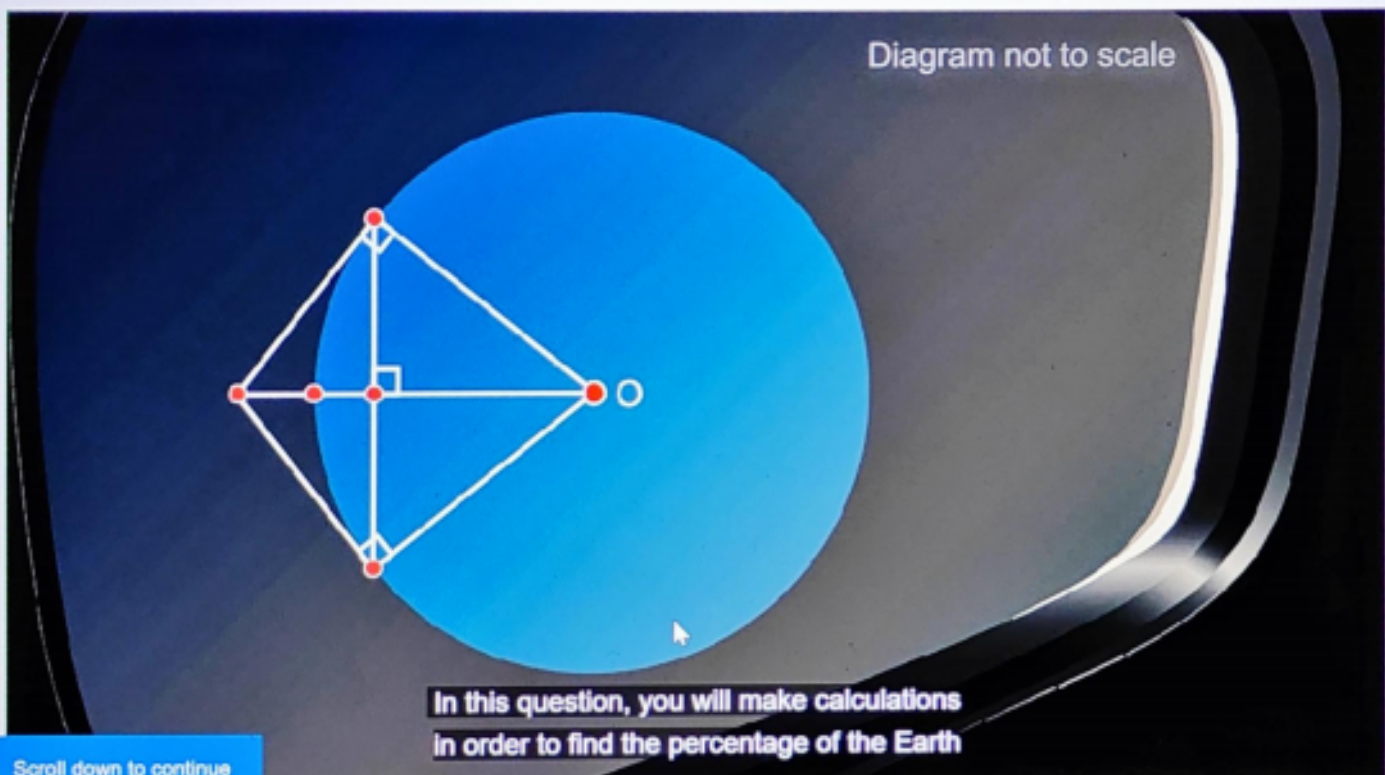 Diagram not to scale
O
In this question, you will make calculations
in order to find the percentage of the Earth
Scroll down to continue